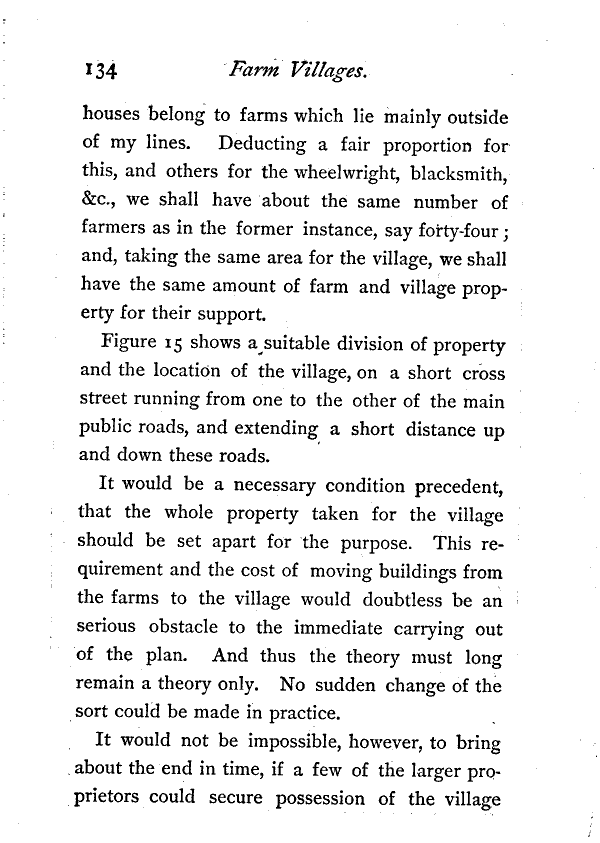 134 Farm Villages.
houses belong to farms which lie mainly outside
of my lines. Deducting a fair proportion for
this, and others for the wheelwright, blacksmith,
&c., we shall have about the same number of
farmers as in the former instance, say forty-four;
and, taking the same area for the village, we shall
have the same amount of farm and village prop-
erty for their support.
Figure 15 shows a suitable division of property
and the location of the village, on a short cross
street running from one to the other of the main
public roads, and extending a short distance up
and down these roads.
It would be a necessary condition precedent,
that the whole property taken for the village
should be set apart for the purpose. This re-
quirement and the cost of moving buildings from
the farms to the village would doubtless be an
serious obstacle to the immediate carrying out
of the plan. And thus the theory must long
remain a theory only. No sudden change of the
sort could be made in practice.
It would not be impossible, however, to bring
about the end in time, if a few of the larger pro-
prietors could secure possession of the village